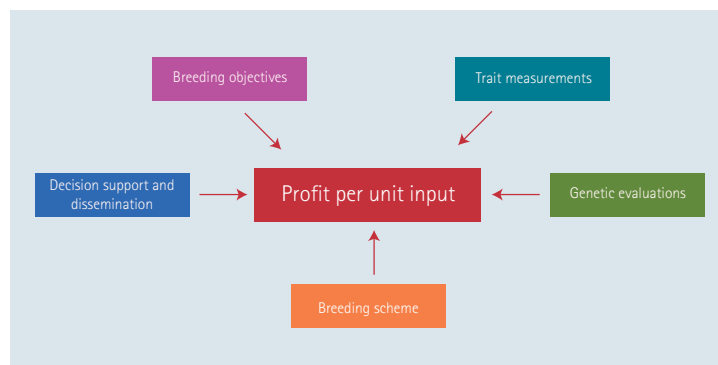 Breeding objectives
Trait measurements
Decision support and
dissemination
Profit per unit input
Genetic evaluations
Breeding scheme